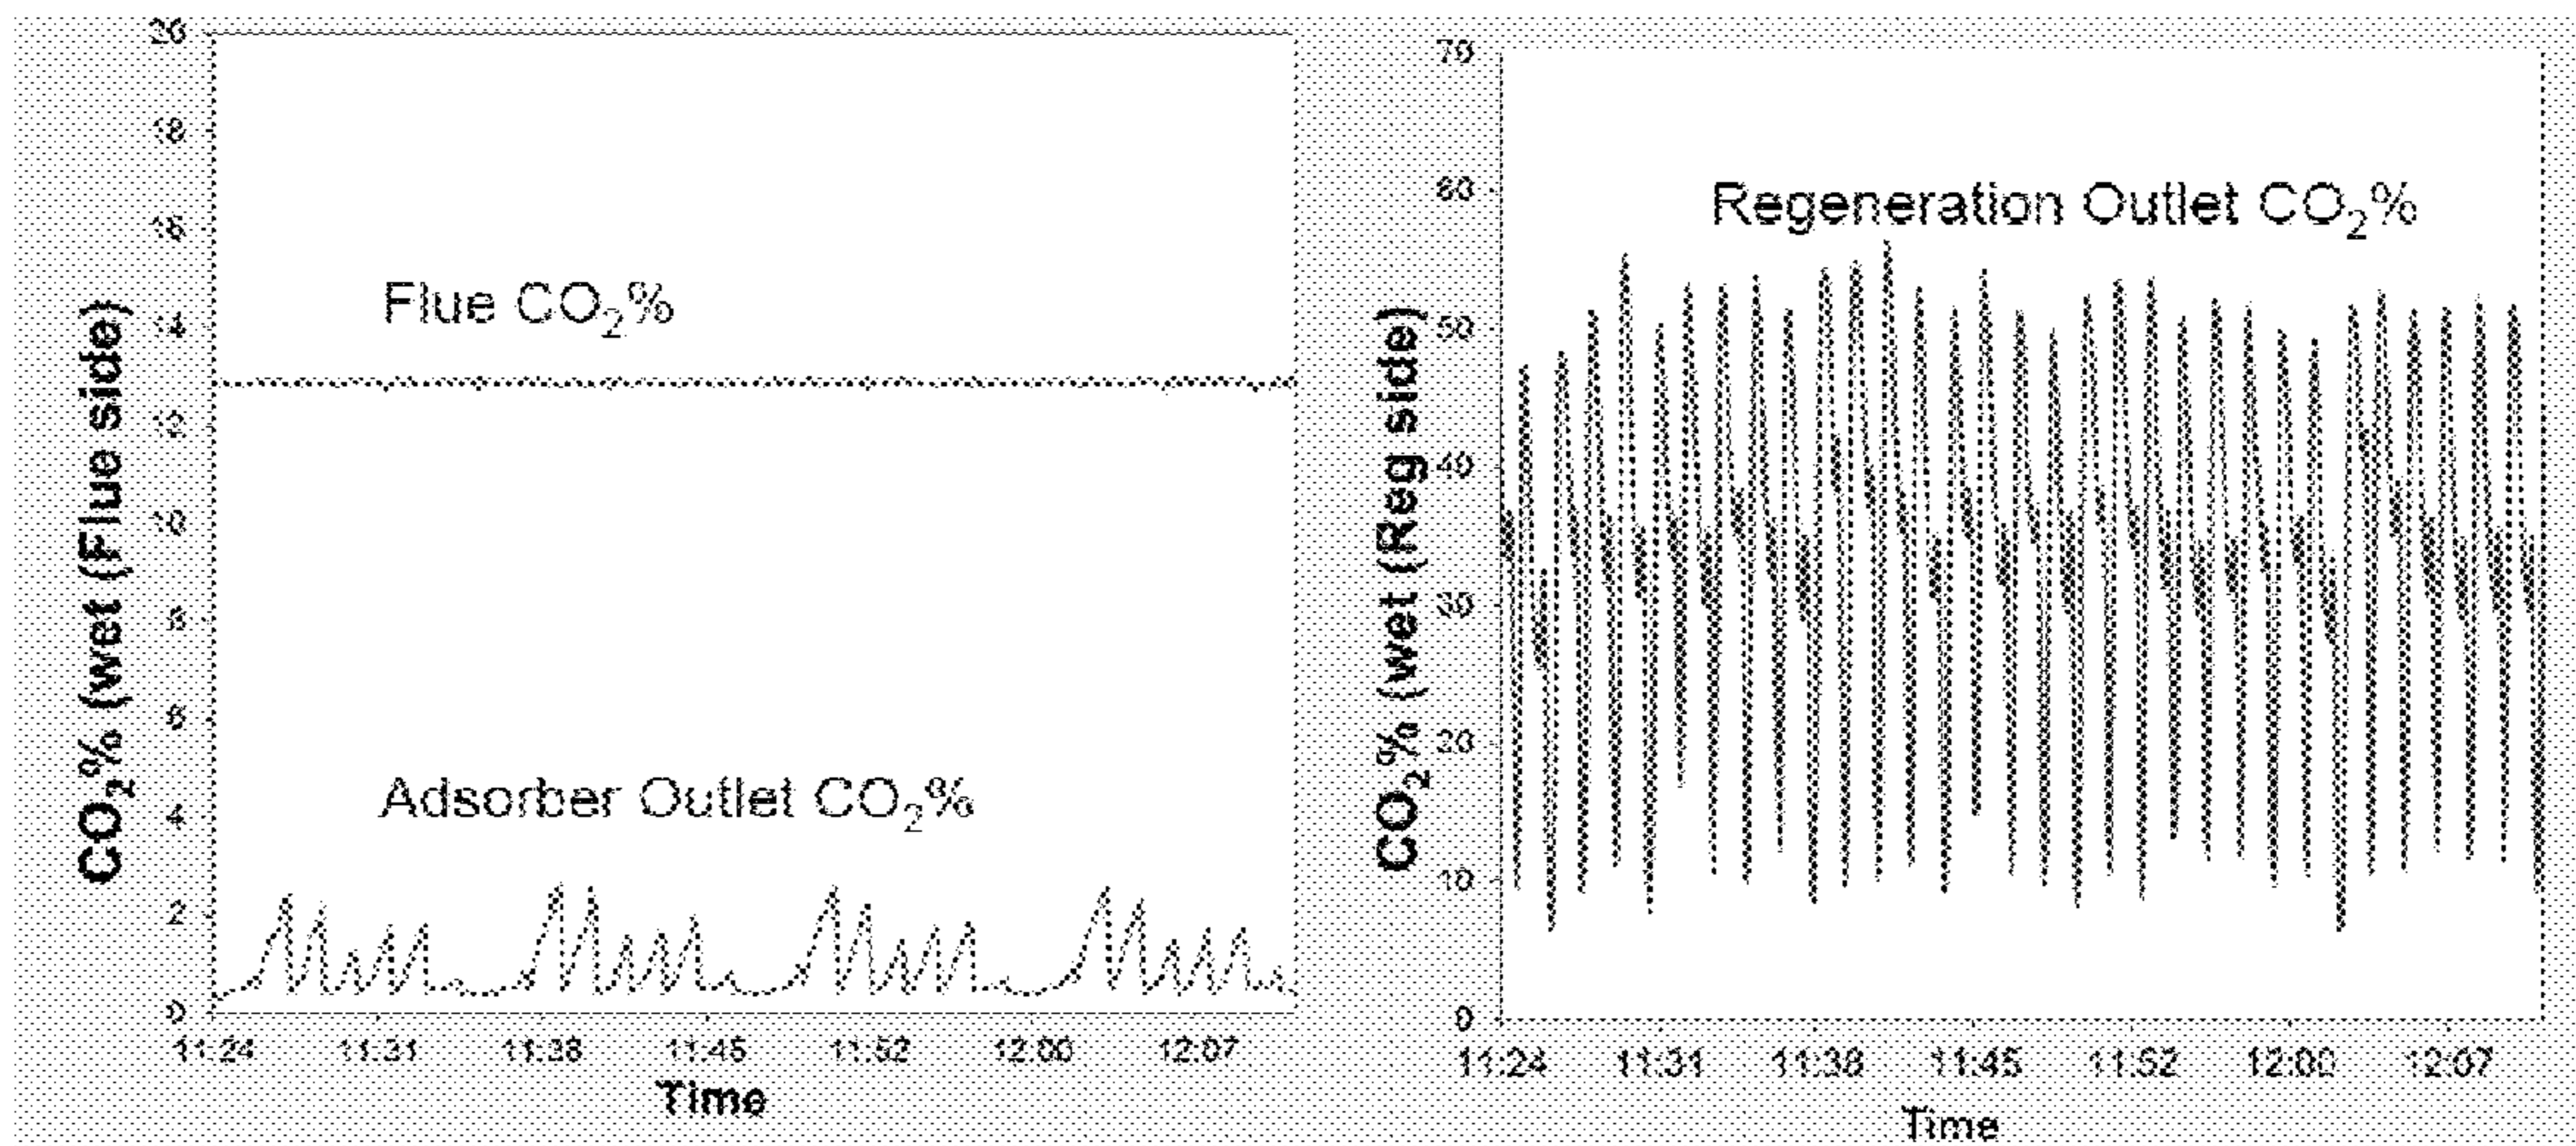 20
18
16
14
12
10
8
6
4
2
0
CO₂% (wet (Flue side)
Flue CO₂%
Adsorber Outlet CO₂%
11:24 11:31 11:38 11:45 11:52 12:00 12:07
Time
70
60
50
40
30
20
10
0
CO₂% (wet (Reg side)
Regeneration Outlet CO₂%
11:24 11:31 11:38 11:45 11:52 12:00 12:07
Time